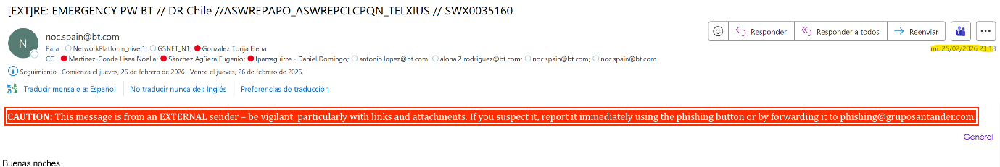 [EXT]RE: EMERGENCY PW BT // DR Chile //ASWREPAPO_ASWREPCLCPQN_TELXIUS // SWX0035160
N
noc.spain@bt.com
Para NetworkPlatform_nivel1; GSNET_N1; Gonzalez Torija Elena
CC Martinez-Conde Lisea Noelia; Sánchez Agüera Eugenio; Iparraguirre - Daniel Domingo; antonio.lopez@bt.com; alona.2.rodriguez@bt.com; noc.spain@bt.com; noc.spain@bt.com
Responder Responder a todos Reenviar
mi. 25/02/2026 23:18
Seguimiento. Comienza el jueves, 26 de febrero de 2026. Vence el jueves, 26 de febrero de 2026.
Traducir mensaje a: Español No traducir nunca del: Inglés Preferencias de traducción
CAUTION: This message is from an EXTERNAL sender – be vigilant, particularly with links and attachments. If you suspect it, report it immediately using the phishing button or by forwarding it to phishing@gruposantander.com.
General
Buenas noches